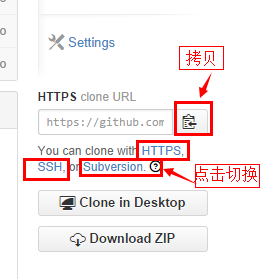 拷贝
Settings
HTTPS clone URL
https://github.com
You can clone with HTTPS,
SSH, or Subversion.
点击切换
Clone in Desktop
Download ZIP